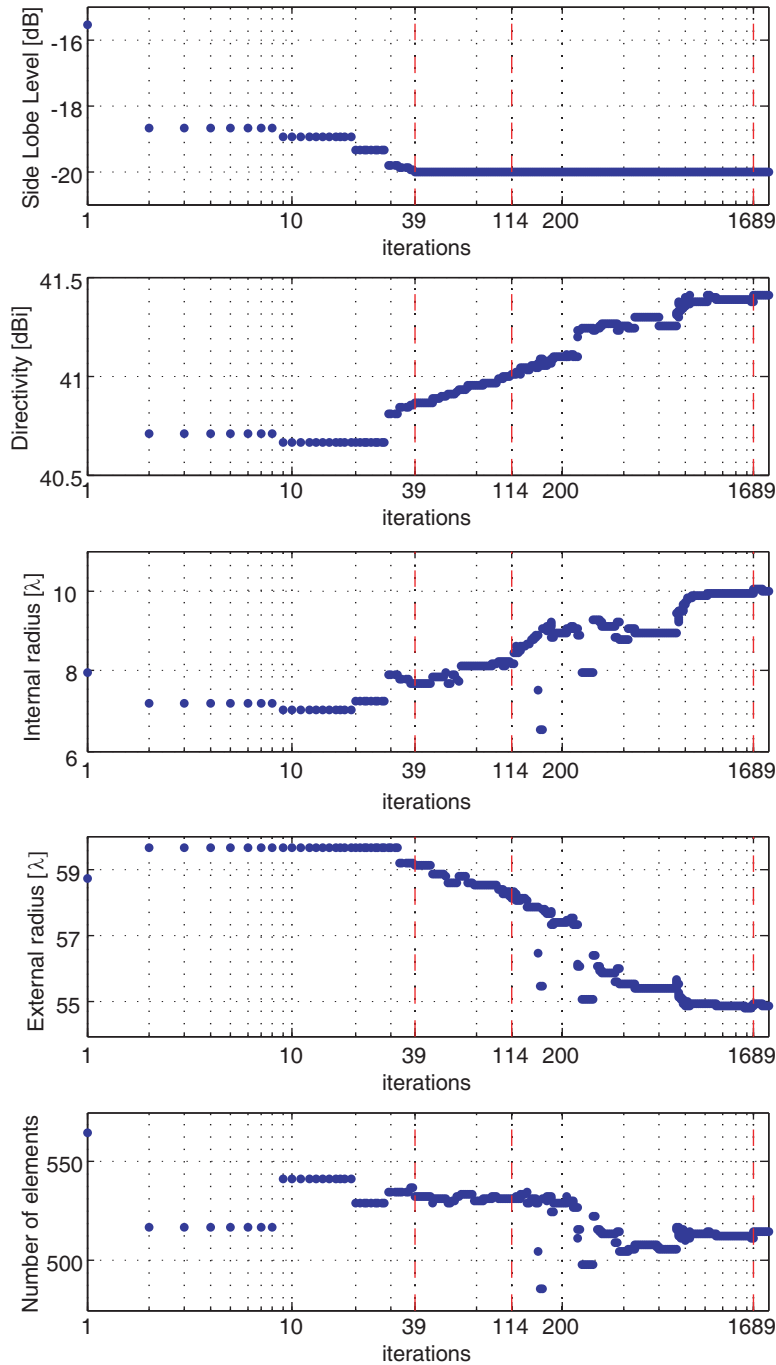 Side Lobe Level [dB]
-16
-18
-20
1 10 39 114 200 1689
iterations
Directivity [dBi]
41.5
41
40.5
1 10 39 114 200 1689
iterations
Internal radius [λ]
10
8
6
1 10 39 114 200 1689
iterations
External radius [λ]
59
57
55
1 10 39 114 200 1689
iterations
Number of elements
550
500
1 10 39 114 200 1689
iterations